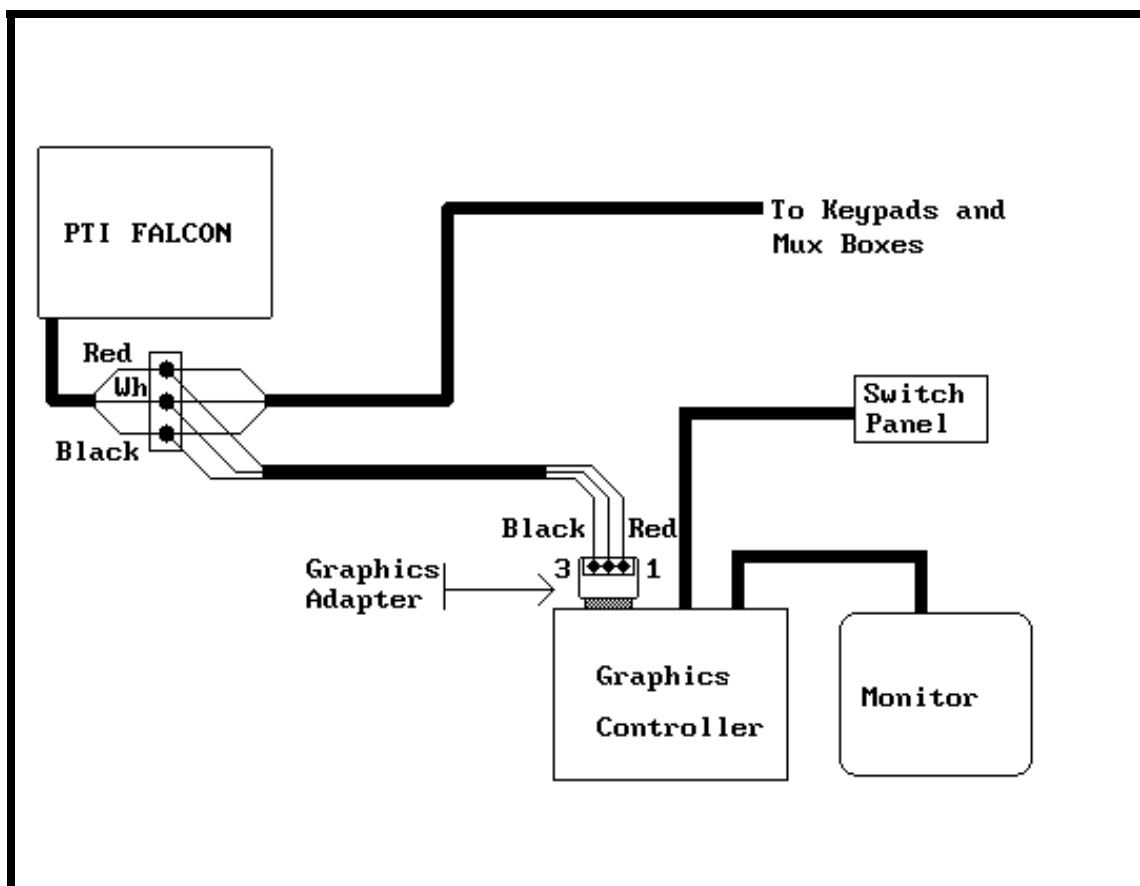 PTI FALCON
To Keypads and
Mux Boxes
Red
Wh
Black
Switch
Panel
Black
Red
3
1
Graphics
Adapter
Graphics
Controller
Monitor